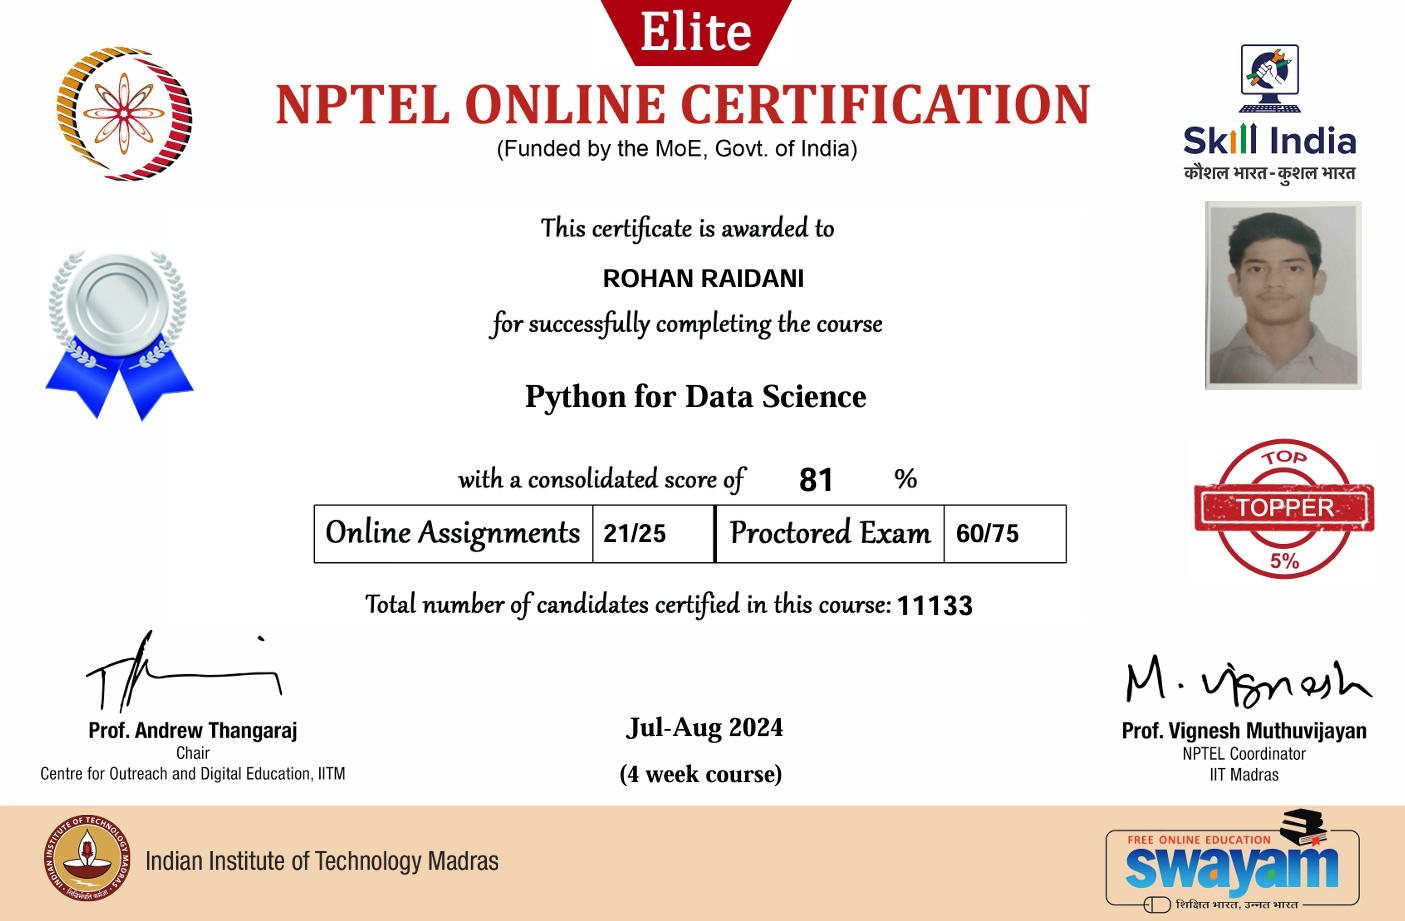 Elite
NPTEL ONLINE CERTIFICATION
(Funded by the MoE, Govt. of India)
Skill India
कौशल भारत - कुशल भारत
This certificate is awarded to
ROHAN RAIDANI
for successfully completing the course
Python for Data Science
with a consolidated score of 81 %
Online Assignments 21/25 Proctored Exam 60/75
TOP
TOPPER
5%
Total number of candidates certified in this course: 11133
M. Vignesh
Prof. Andrew Thangaraj
Chair
Centre for Outreach and Digital Education, IITM
Jul-Aug 2024
(4 week course)
Prof. Vignesh Muthuvijayan
NPTEL Coordinator
IIT Madras
INDIAN INSTITUTE OF TECHNOLOGY MADRAS
Indian Institute of Technology Madras
FREE ONLINE EDUCATION
swayam
शिक्षित भारत, उन्नत भारत